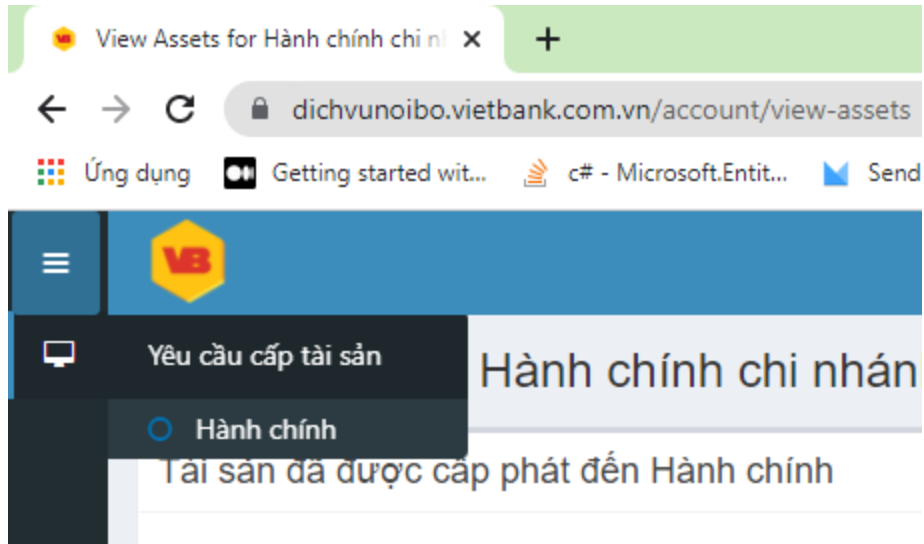 View Assets for Hành chính chi nh
dichvunoibo.vietbank.com.vn/account/view-assets
Ứng dụng Getting started wit... c# - Microsoft.Entit... Send
VB
Yêu cầu cấp tài sản
Hành chính chi nhán
Hành chính
Tài sản đã được cấp phát đến Hành chính